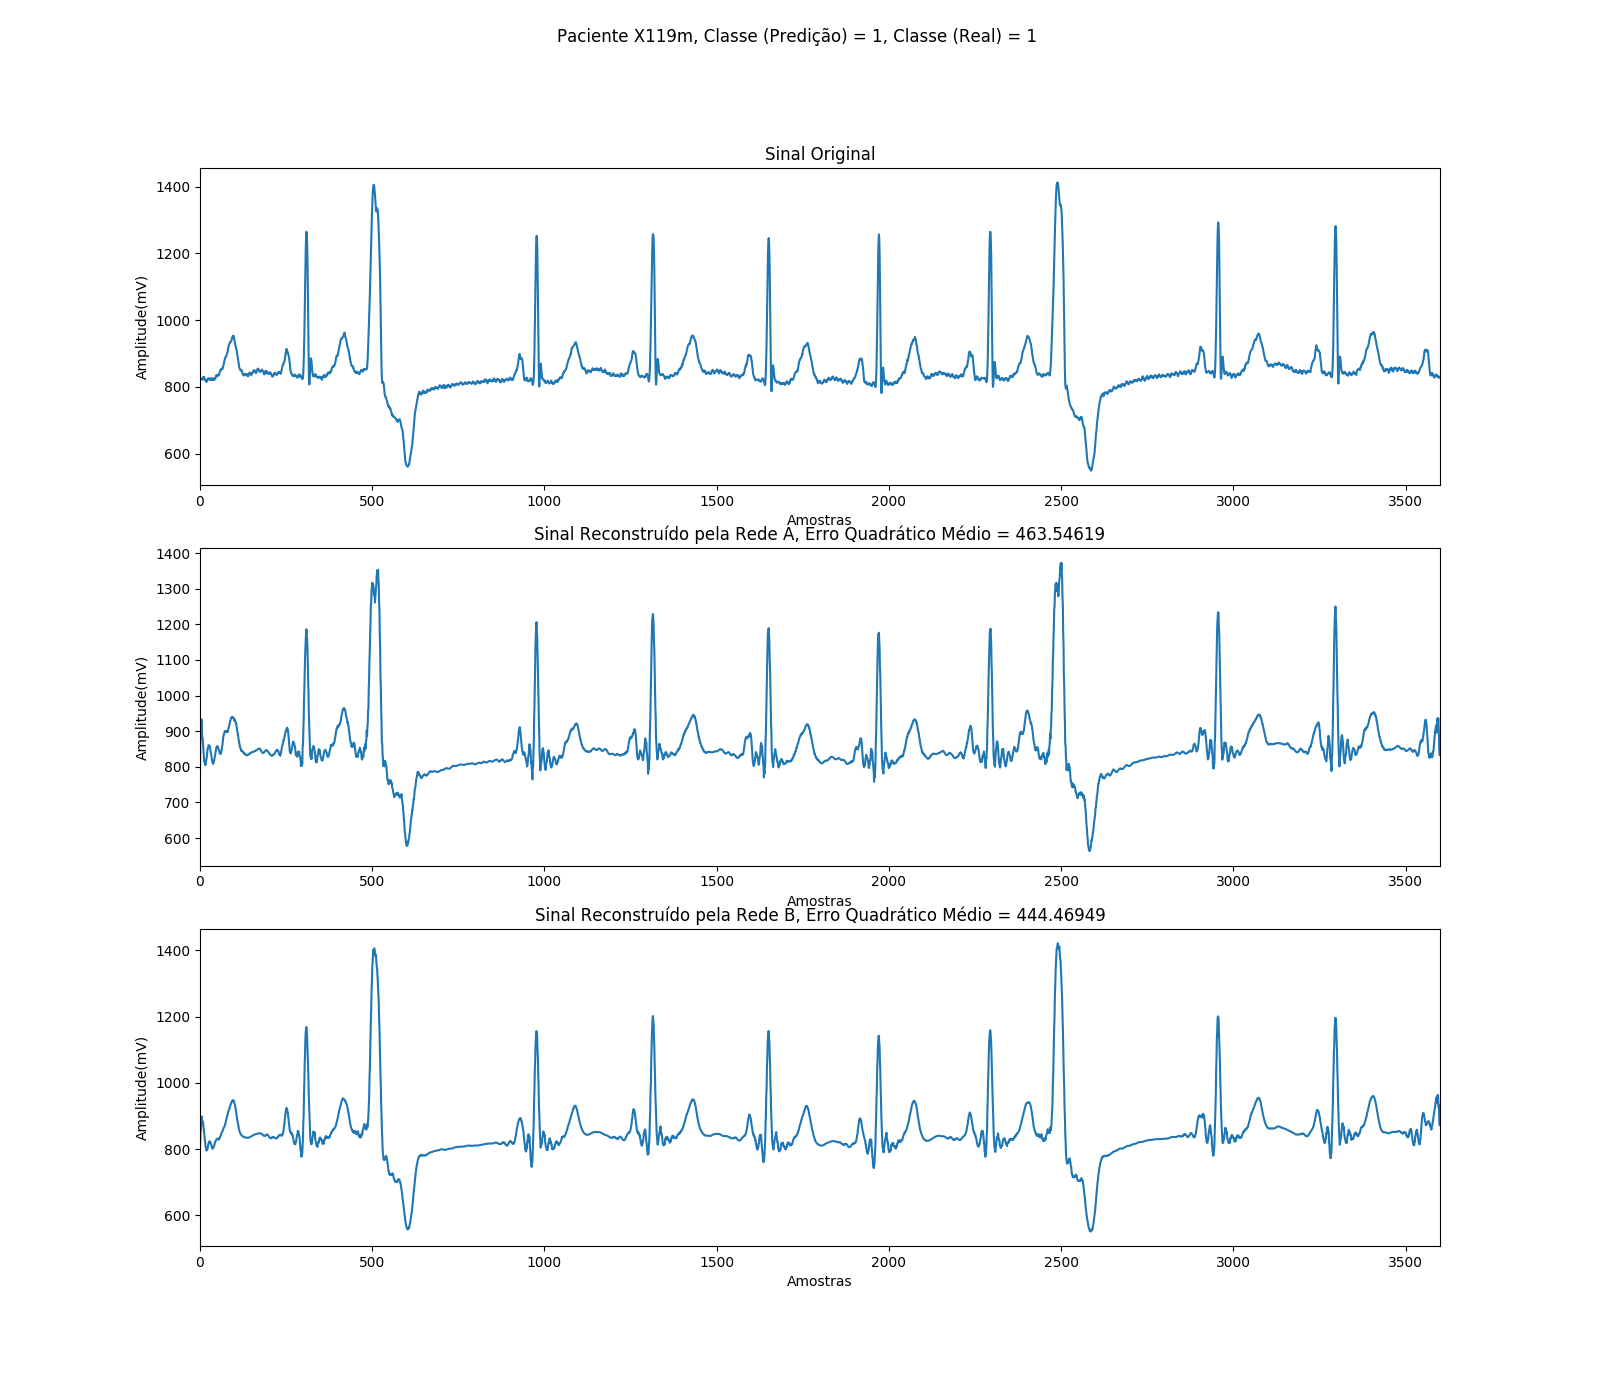 Paciente X119m, Classe (Predição) = 1, Classe (Real) = 1
Sinal Original
Amplitude(mV)
1400
1200
1000
800
600
0 500 1000 1500 2000 2500 3000 3500
Amostras
Sinal Reconstruído pela Rede A, Erro Quadrático Médio = 463.54619
Amplitude(mV)
1400
1300
1200
1100
1000
900
800
700
600
0 500 1000 1500 2000 2500 3000 3500
Amostras
Sinal Reconstruído pela Rede B, Erro Quadrático Médio = 444.46949
Amplitude(mV)
1400
1200
1000
800
600
0 500 1000 1500 2000 2500 3000 3500
Amostras